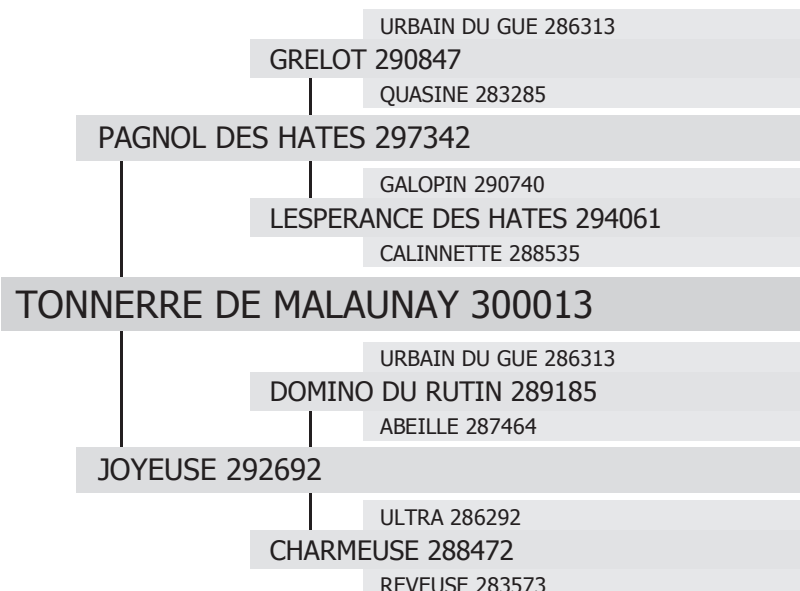 URBAIN DU GUE 286313
GRELOT 290847
QUASINE 283285
PAGNOL DES HATES 297342
GALOPIN 290740
LESPERANCE DES HATES 294061
CALINNETTE 288535
TONNERRE DE MALAUNAY 300013
URBAIN DU GUE 286313
DOMINO DU RUTIN 289185
ABEILLE 287464
JOYEUSE 292692
ULTRA 286292
CHARMEUSE 288472
REVEUSE 283573